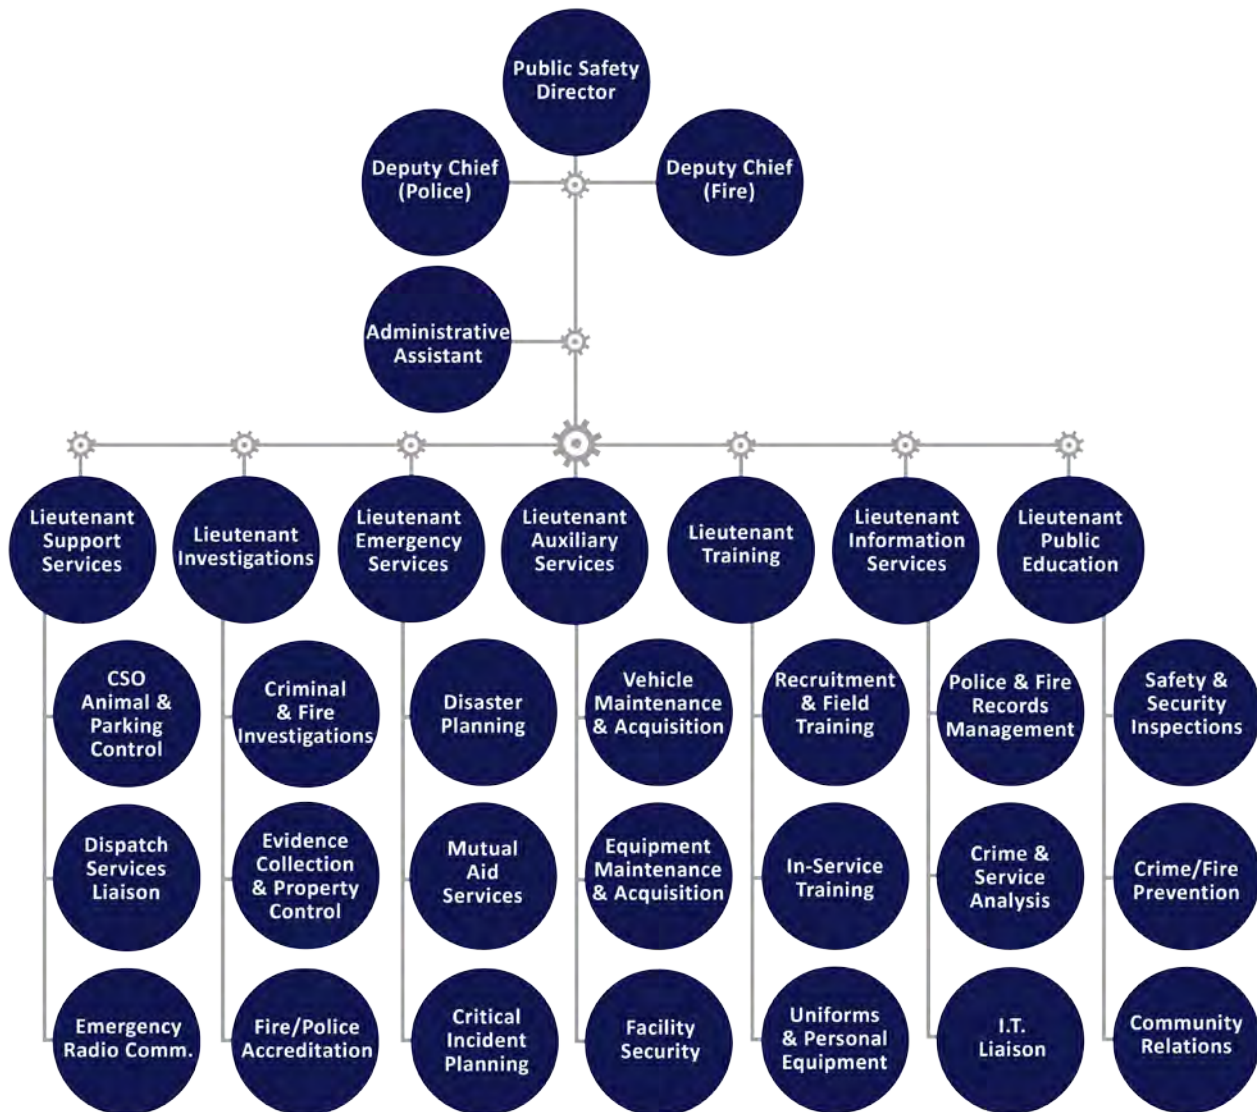 Public Safety
Director
Deputy Chief
(Police)
Deputy Chief
(Fire)
Administrative
Assistant
Lieutenant
Support
Services
Lieutenant
Investigations
Lieutenant
Emergency
Services
Lieutenant
Auxiliary
Services
Lieutenant
Training
Lieutenant
Information
Services
Lieutenant
Public
Education
CSO
Animal &
Parking
Control
Criminal
& Fire
Investigations
Disaster
Planning
Vehicle
Maintenance
& Acquisition
Recruitment
& Field
Training
Police & Fire
Records
Management
Safety &
Security
Inspections
Dispatch
Services
Liaison
Evidence
Collection
& Property
Control
Mutual
Aid
Services
Equipment
Maintenance
& Acquisition
In-Service
Training
Crime &
Service
Analysis
Crime/Fire
Prevention
Emergency
Radio Comm.
Fire/Police
Accreditation
Critical
Incident
Planning
Facility
Security
Uniforms
& Personal
Equipment
I.T.
Liaison
Community
Relations